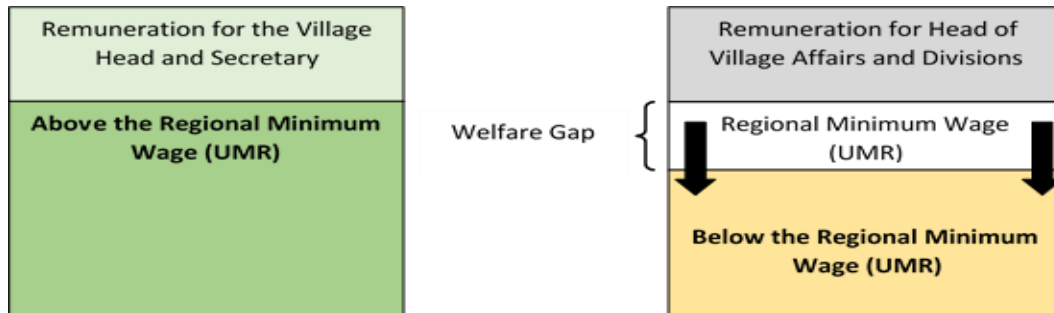 Remuneration for the Village
Head and Secretary
Above the Regional Minimum
Wage (UMR)
Welfare Gap
Remuneration for Head of
Village Affairs and Divisions
Regional Minimum Wage
(UMR)
Below the Regional Minimum
Wage (UMR)